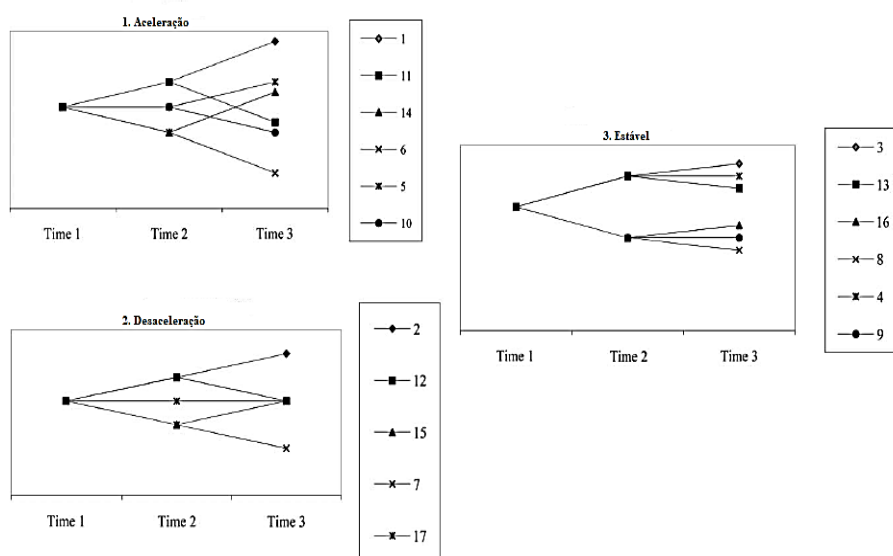 1. Aceleração
1
11
14
6
5
10
Time 1
Time 2
Time 3
2. Desaceleração
2
12
15
7
17
Time 1
Time 2
Time 3
3. Estável
3
13
16
8
4
9
Time 1
Time 2
Time 3